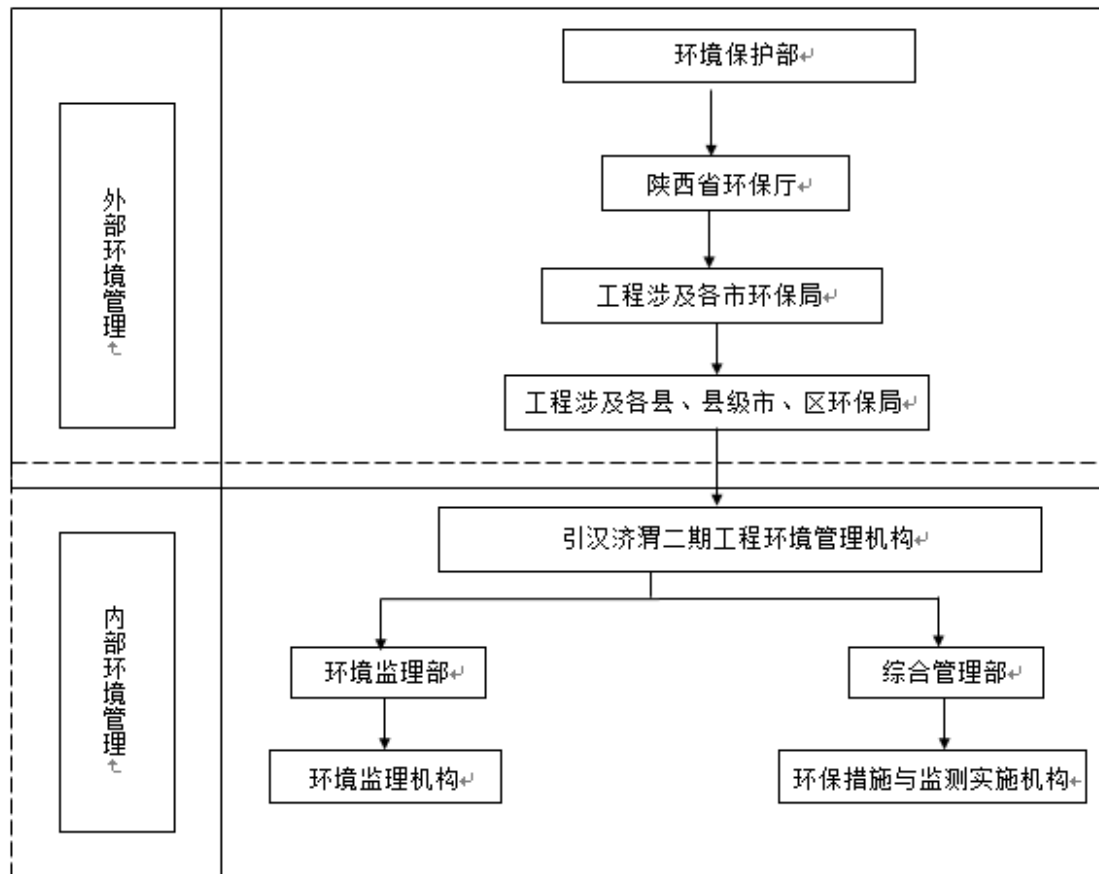 环境保护部
陕西省环保厅
外部环境管理
工程涉及各市环保局
工程涉及各县、县级市、区环保局
引汉济渭二期工程环境管理机构
内部环境管理
环境监理部
综合管理部
环境监理机构
环保措施与监测实施机构